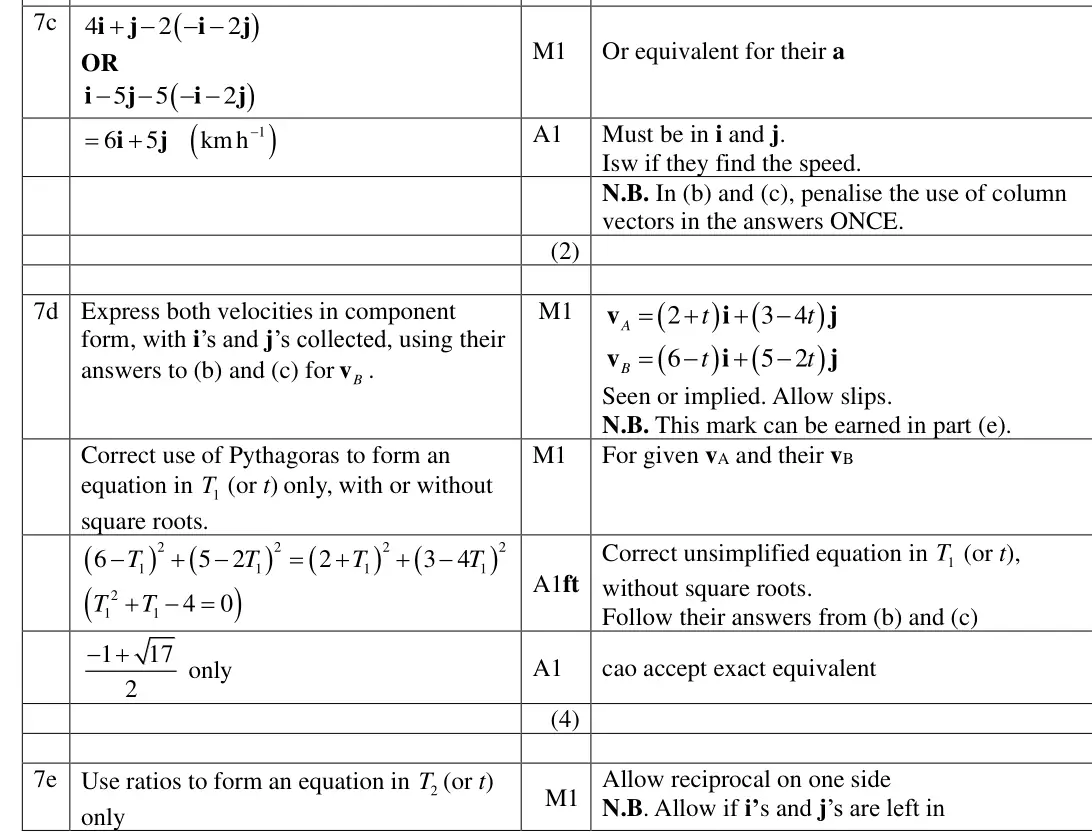 7c
4i + j − 2(−i − 2j)
OR
i − 5j − 5(−i − 2j)
M1
Or equivalent for their a
= 6i + 5j (km h⁻¹)
A1
Must be in i and j.
Isw if they find the speed.
N.B. In (b) and (c), penalise the use of column
vectors in the answers ONCE.
(2)
7d
Express both velocities in component
form, with i’s and j’s collected, using their
answers to (b) and (c) for v_B .
M1
v_A = (2 + t)i + (3 − 4t)j
v_B = (6 − t)i + (5 − 2t)j
Seen or implied. Allow slips.
N.B. This mark can be earned in part (e).
Correct use of Pythagoras to form an
equation in T₁ (or t) only, with or without
square roots.
M1
For given vA and their vB
(6 − T₁)² + (5 − 2T₁)² = (2 + T₁)² + (3 − 4T₁)²
(T₁² + T₁ − 4 = 0)
A1ft
Correct unsimplified equation in T₁ (or t),
without square roots.
Follow their answers from (b) and (c)
(−1 + √17)/2 only
A1
cao accept exact equivalent
(4)
7e
Use ratios to form an equation in T₂ (or t)
only
M1
Allow reciprocal on one side
N.B. Allow if i’s and j’s are left in